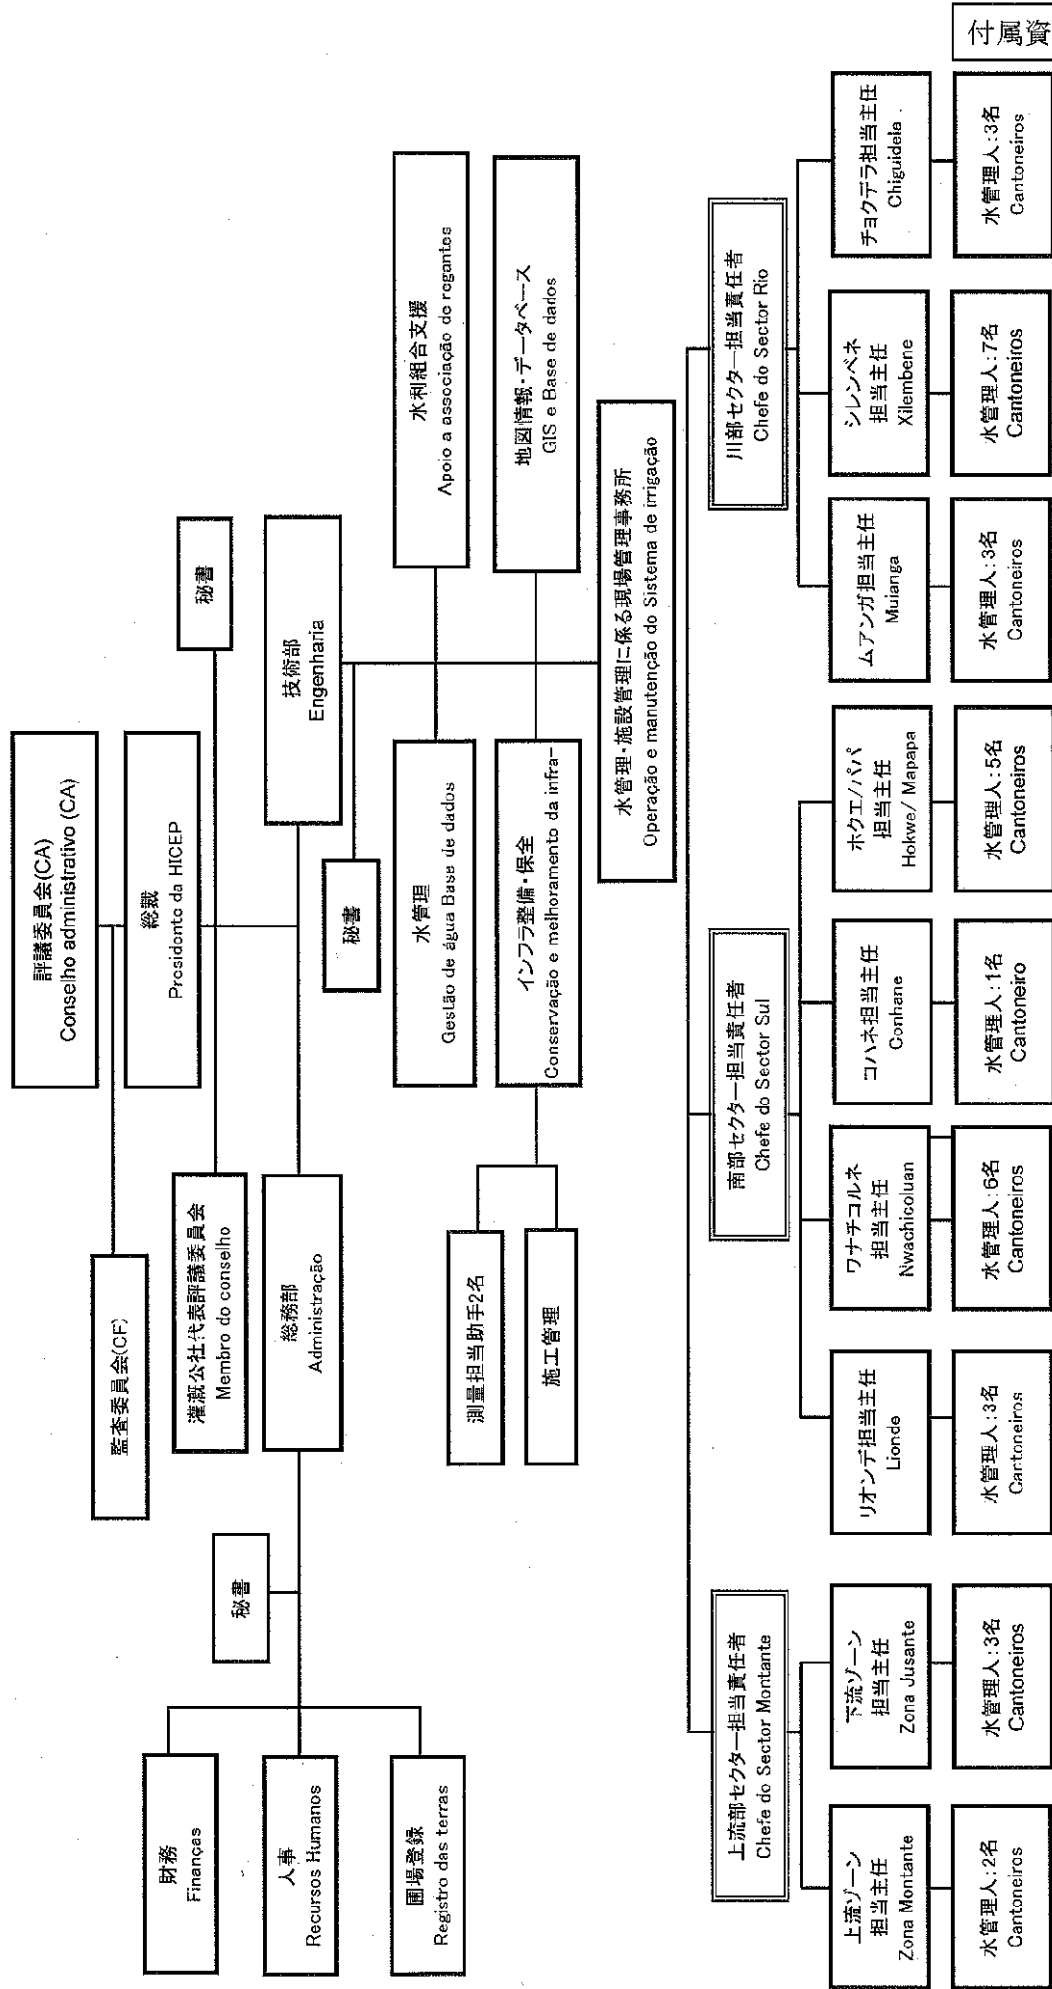 付属資
評議委員会(CA)
Conselho administrativo (CA)
総裁
Prosidonto da HICEP
監査委員会(CF)
秘書
灌漑公社代表評議委員会
Membro do conselho
技術部
Engenharia
総務部
Administração
秘書
秘書
財務
Finanças
人事
Recursos Humanos
圃場登録
Registro das terras
水管理
Gestão de água Base de dados
水利組合支援
Apoio a associação de regantes
インフラ整備・保全
Conservação e melhoramento da infra-
地図情報・データベース
GIS e Base de dados
測量担当助手2名
施工管理
水管理・施設管理に係る現場管理事務所
Operação e manutenção do Sistema de irrigação
上流部セクター担当責任者
Chefe do Sector Montante
南部セクター担当責任者
Chefe do Sector Sul
川部セクター担当責任者
Chefe do Sector Rio
上流ゾーン
担当主任
Zona Montante
下流ゾーン
担当主任
Zona Jusante
リオンデ担当主任
Lionde
ワナチコルネ
担当主任
Nwachicoluan
コハネ担当主任
Conhane
ホクエ/パパ
担当主任
Hokwe/ Mapapa
ムアンガ担当主任
Muianga
シレンベネ
担当主任
Xilembene
チョクデラ担当主任
Chiguidela
水管理人:2名
Cantoneiros
水管理人:3名
Cantoneiros
水管理人:3名
Cantoneiros
水管理人:6名
Cantoneiros
水管理人:1名
Cantoneiro
水管理人:5名
Cantoneiros
水管理人:3名
Cantoneiros
水管理人:7名
Cantoneiros
水管理人:3名
Cantoneiros